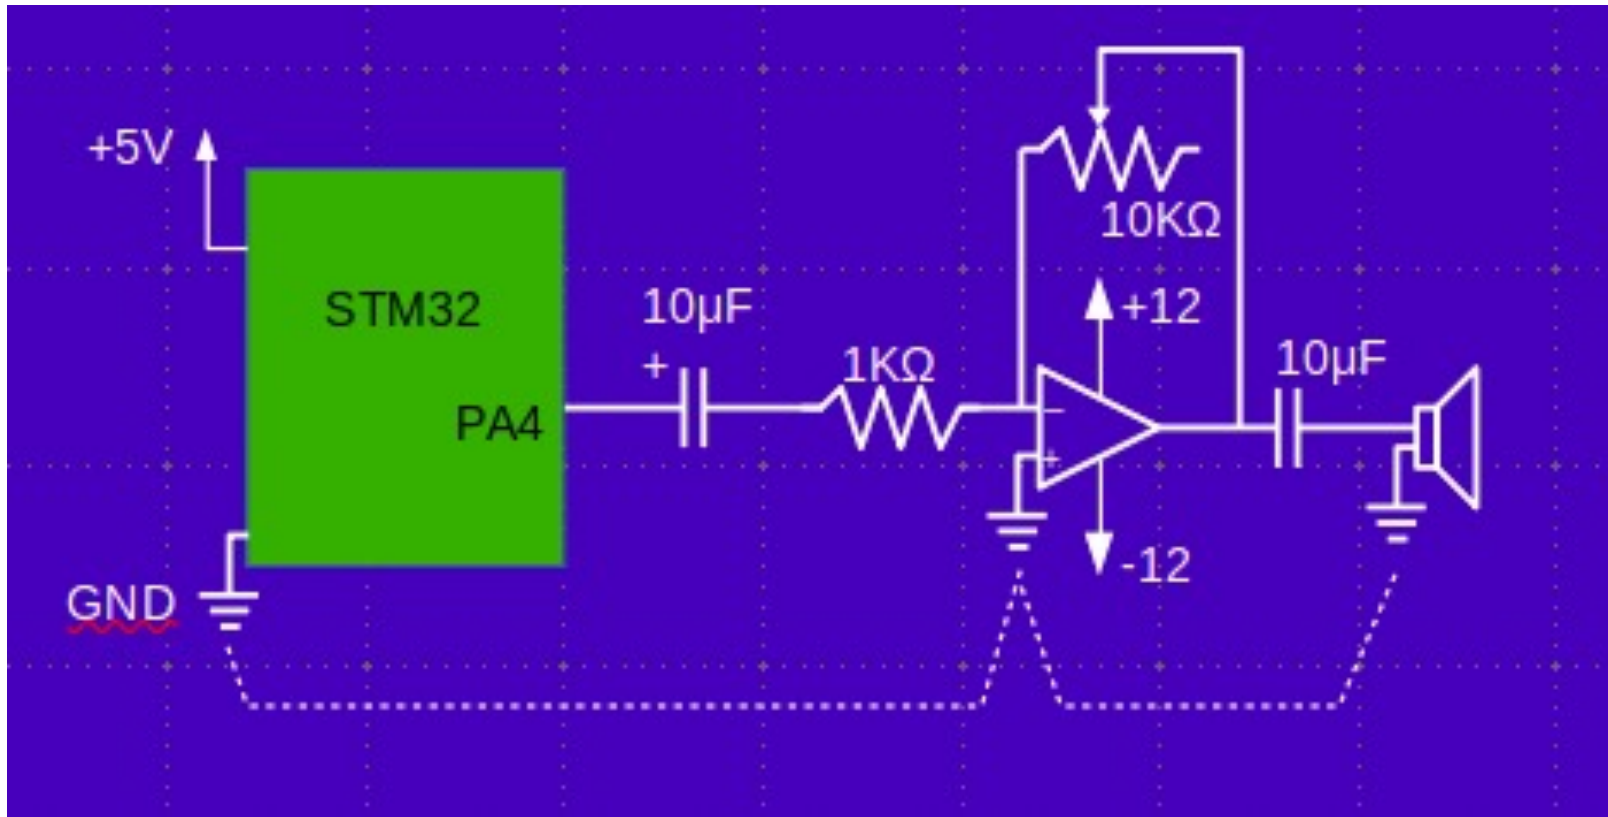 +5V
STM32
PA4
GND
10µF
+
1KΩ
10KΩ
+12
-
+
-12
10µF